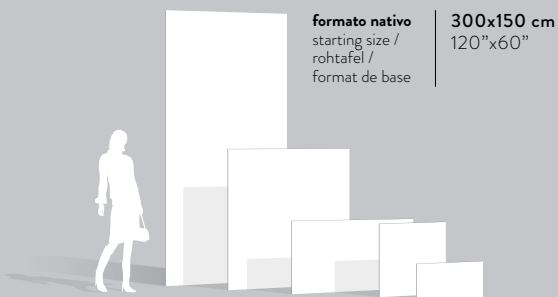 formato nativo
starting size /
rohtafel /
format de base
300x150 cm
120”x60”